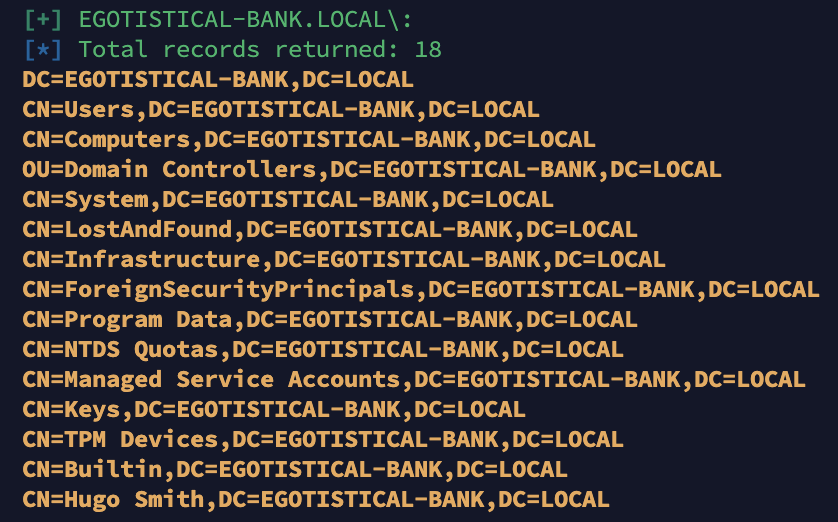 [+] EGOTISTICAL-BANK.LOCAL\:
[*] Total records returned: 18
DC=EGOTISTICAL-BANK,DC=LOCAL
CN=Users,DC=EGOTISTICAL-BANK,DC=LOCAL
CN=Computers,DC=EGOTISTICAL-BANK,DC=LOCAL
OU=Domain Controllers,DC=EGOTISTICAL-BANK,DC=LOCAL
CN=System,DC=EGOTISTICAL-BANK,DC=LOCAL
CN=LostAndFound,DC=EGOTISTICAL-BANK,DC=LOCAL
CN=Infrastructure,DC=EGOTISTICAL-BANK,DC=LOCAL
CN=ForeignSecurityPrincipals,DC=EGOTISTICAL-BANK,DC=LOCAL
CN=Program Data,DC=EGOTISTICAL-BANK,DC=LOCAL
CN=NTDS Quotas,DC=EGOTISTICAL-BANK,DC=LOCAL
CN=Managed Service Accounts,DC=EGOTISTICAL-BANK,DC=LOCAL
CN=Keys,DC=EGOTISTICAL-BANK,DC=LOCAL
CN=TPM Devices,DC=EGOTISTICAL-BANK,DC=LOCAL
CN=Builtin,DC=EGOTISTICAL-BANK,DC=LOCAL
CN=Hugo Smith,DC=EGOTISTICAL-BANK,DC=LOCAL